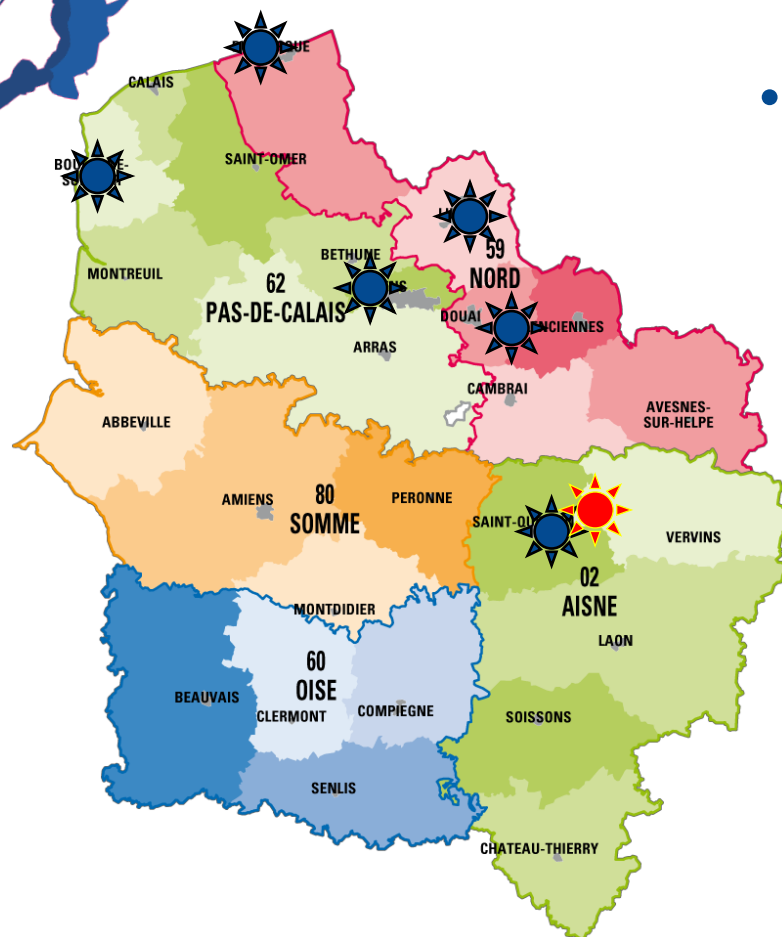 CALAIS
SAINT-OMER
BETHUNE
MONTREUIL
59
NORD
62
PAS-DE-CALAIS
DOUAI
ARRAS
CAMBRAI
AVESNES-
SUR-HELPE
ABBEVILLE
AMIENS
80
SOMME
PERONNE
VERVINS
02
AISNE
MONTDIDIER
LAON
60
OISE
BEAUVAIS
CLERMONT
COMPIEGNE
SOISSONS
SENLIS
CHATEAU-THIERRY